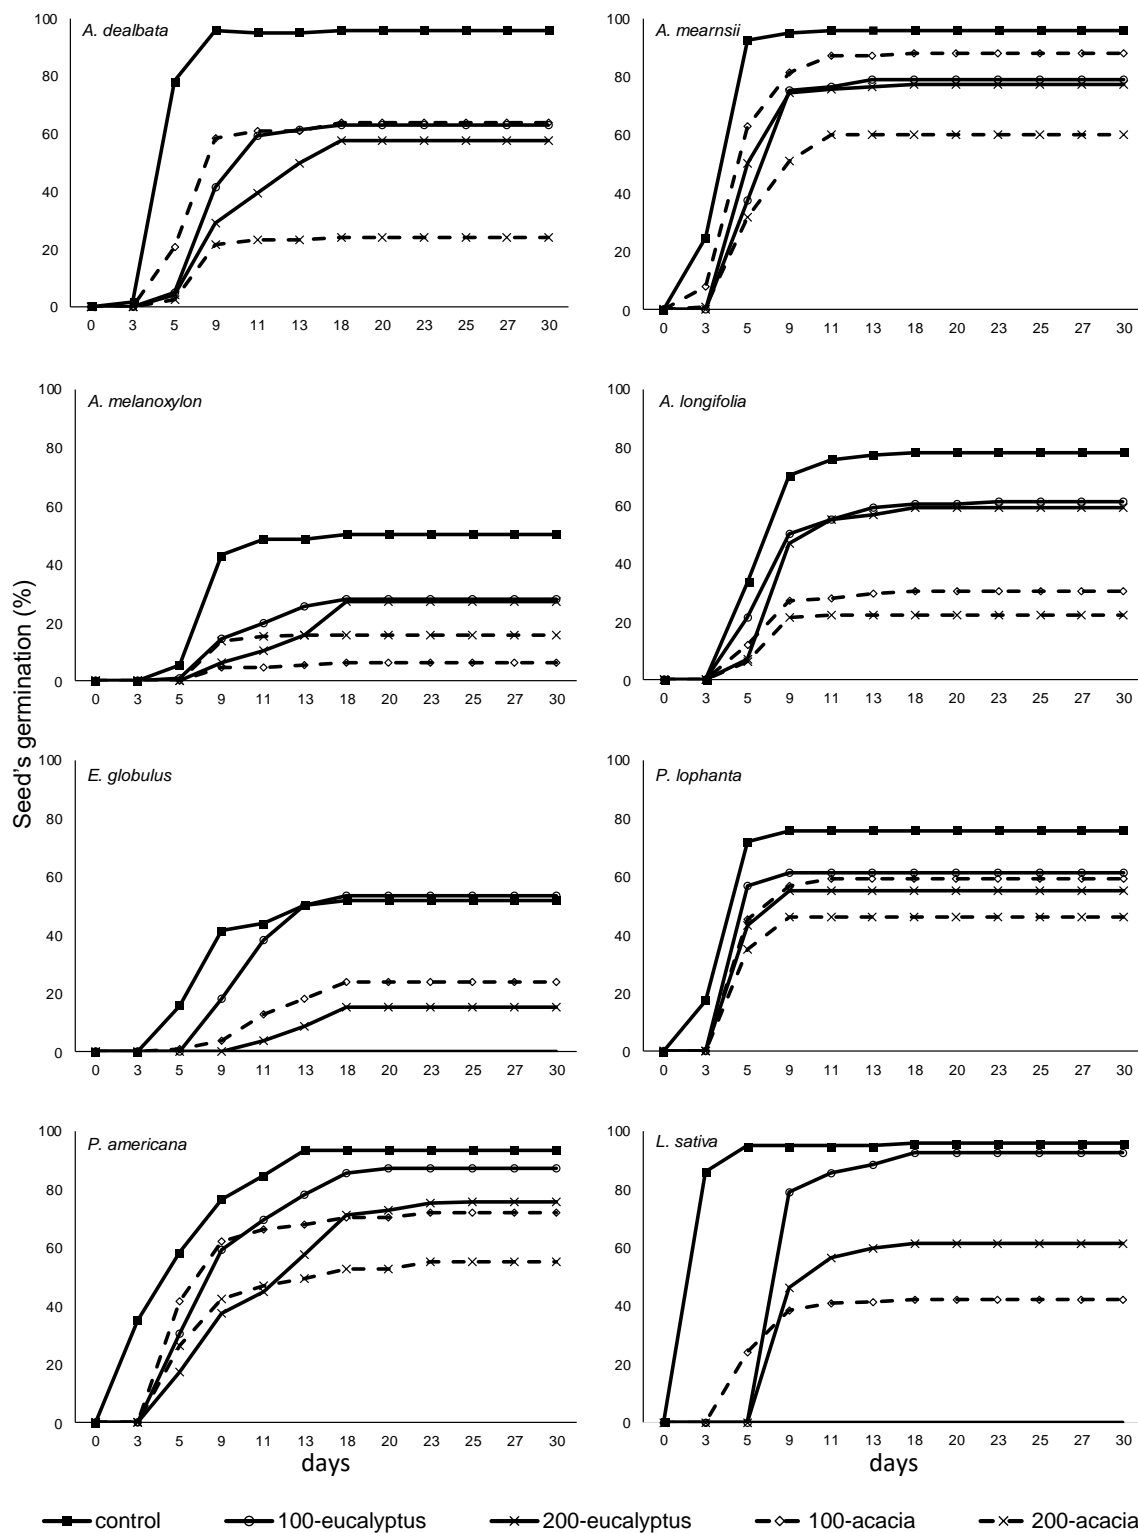 A. dealbata
100
80
60
40
20
0
0 3 5 9 11 13 18 20 23 25 27 30
A. mearnsii
100
80
60
40
20
0
0 3 5 9 11 13 18 20 23 25 27 30
A. melanoxylon
100
80
60
40
20
0
0 3 5 9 11 13 18 20 23 25 27 30
A. longifolia
100
80
60
40
20
0
0 3 5 9 11 13 18 20 23 25 27 30
Seed's germination (%)
E. globulus
100
80
60
40
20
0
0 3 5 9 11 13 18 20 23 25 27 30
P. lophanta
100
80
60
40
20
0
0 3 5 9 11 13 18 20 23 25 27 30
P. americana
100
80
60
40
20
0
0 3 5 9 11 13 18 20 23 25 27 30
days
L. sativa
100
80
60
40
20
0
0 3 5 9 11 13 18 20 23 25 27 30
days
control 100-eucalyptus 200-eucalyptus 100-acacia 200-acacia